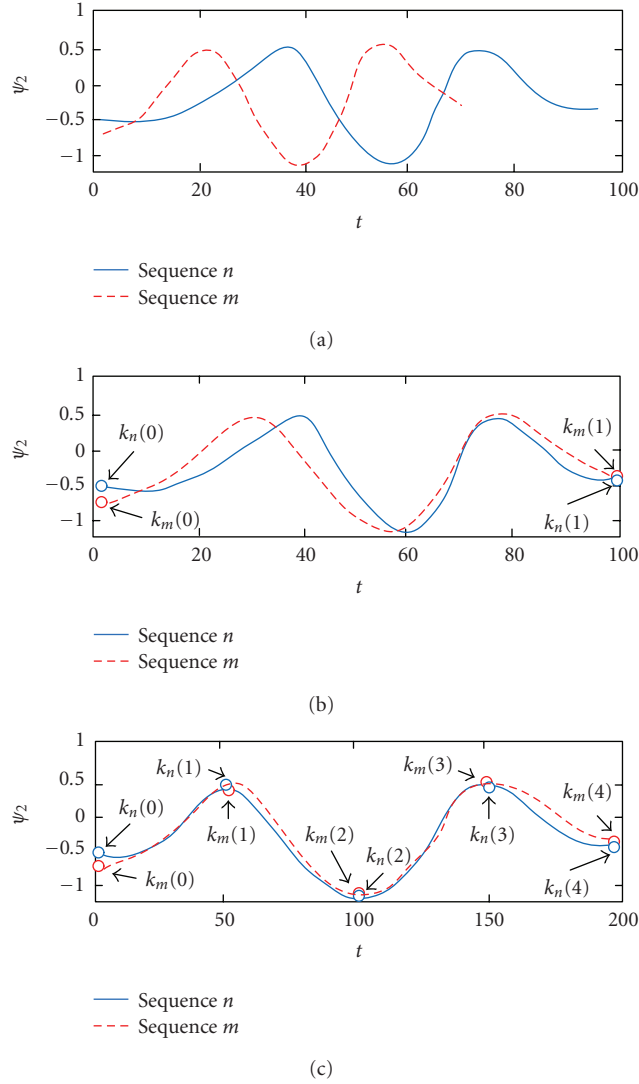 1
0.5
0
−0.5
−1
ψ2
0 20 40 60 80 100
t
Sequence n
Sequence m
(a)
1
0.5
0
−0.5
−1
ψ2
kn(0)
km(0)
km(1)
kn(1)
0 20 40 60 80 100
t
Sequence n
Sequence m
(b)
1
0.5
0
−0.5
−1
ψ2
kn(0)
km(0)
kn(1)
km(1)
km(2)
kn(2)
km(3)
kn(3)
km(4)
kn(4)
0 50 100 150 200
t
Sequence n
Sequence m
(c)